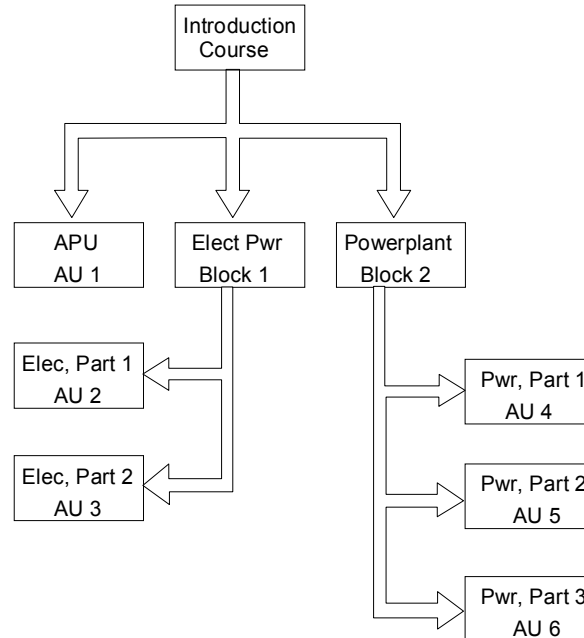 Introduction
Course
APU
AU 1
Elect Pwr
Block 1
Powerplant
Block 2
Elec, Part 1
AU 2
Elec, Part 2
AU 3
Pwr, Part 1
AU 4
Pwr, Part 2
AU 5
Pwr, Part 3
AU 6